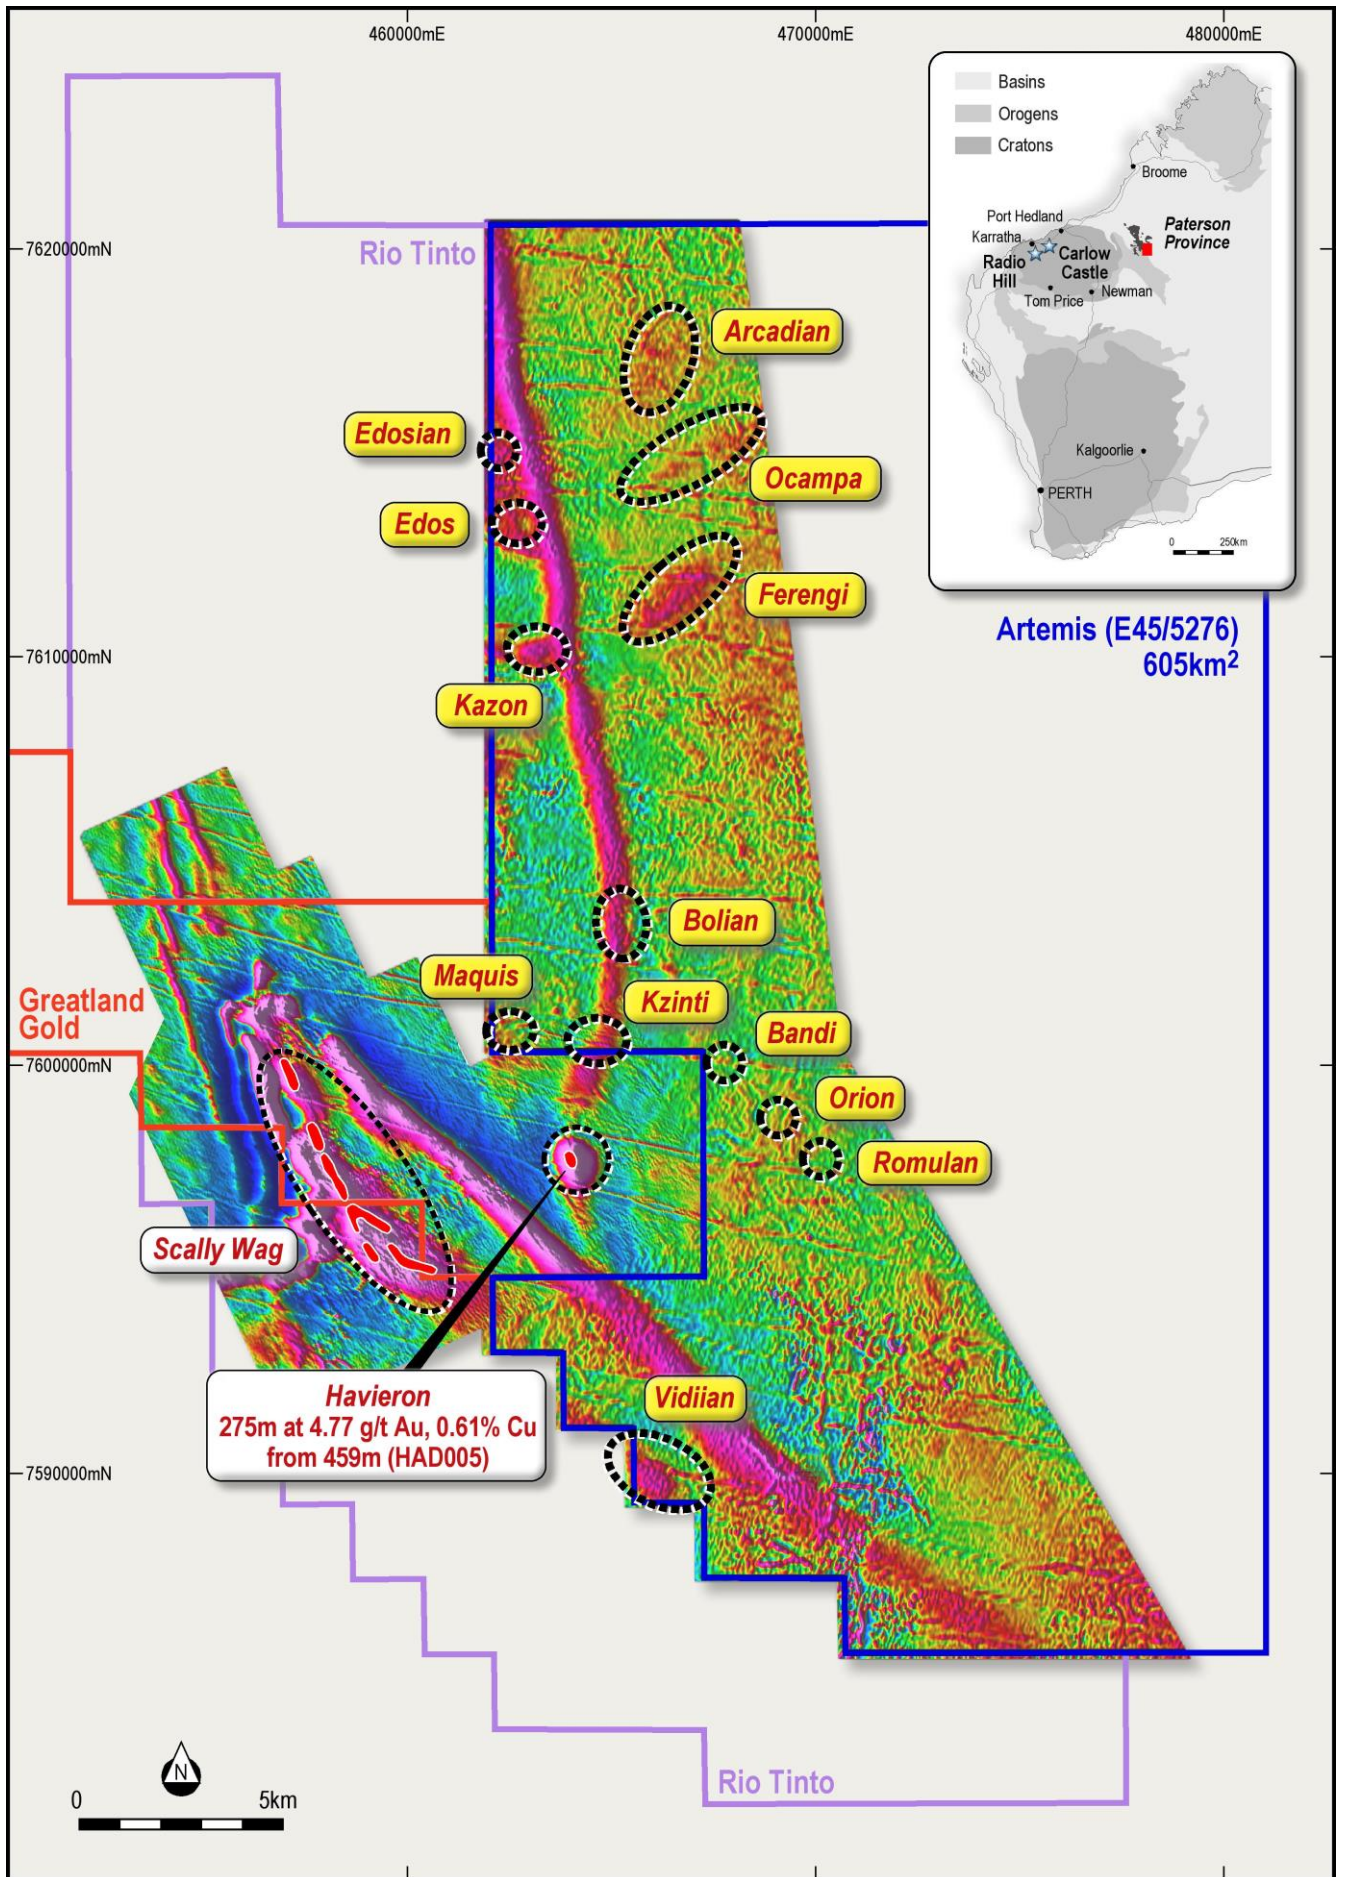 460000mE
470000mE
480000mE
Basins
Orogens
Cratons
Broome
Port Hedland
Karratha
Paterson
Province
Radio
Hill
Carlow
Castle
Tom Price
Newman
Kalgoorlie
PERTH
0
250km
7620000mN
Rio Tinto
Arcadian
Edosian
Ocampa
Edos
Ferengi
Artemis (E45/5276)
605km²
7610000mN
Kazon
Bolian
Maquis
Kzinti
Greatland
Gold
Bandi
7600000mN
Orion
Romulan
Scally Wag
Havieron
275m at 4.77 g/t Au, 0.61% Cu
from 459m (HAD005)
Vidiian
7590000mN
N
0
5km
Rio Tinto